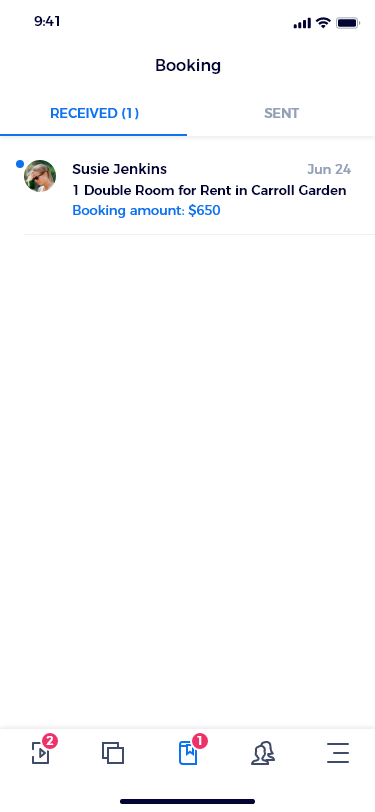 9:41
Booking
RECEIVED (1)
SENT
Susie Jenkins
Jun 24
1 Double Room for Rent in Carroll Garden
Booking amount: $650
2
1